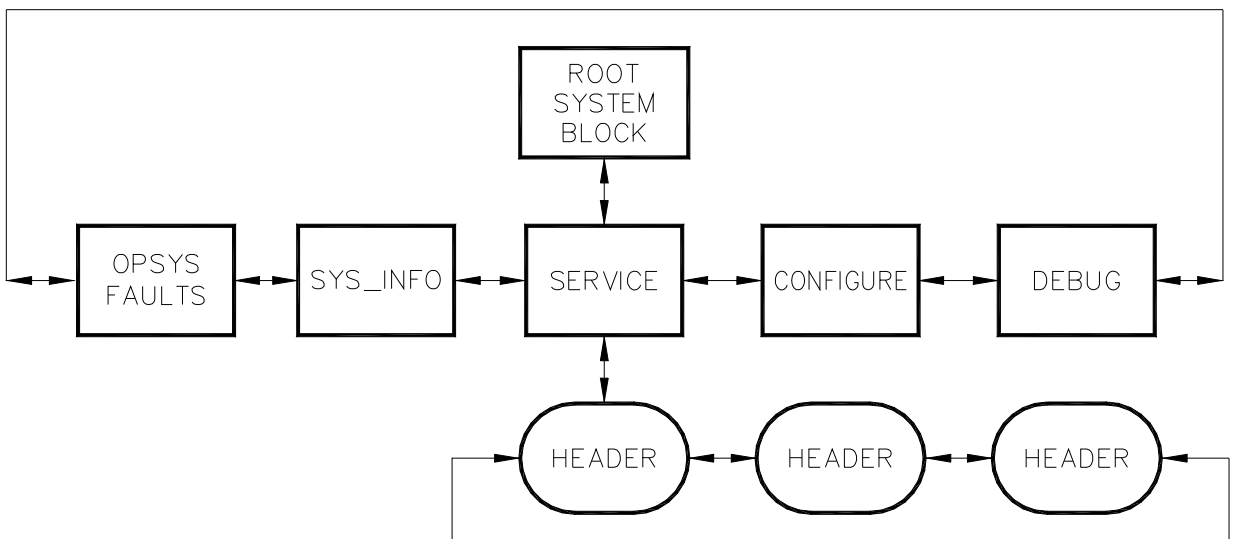 ROOT
SYSTEM
BLOCK
OPSYS
FAULTS
SYS_INFO
SERVICE
CONFIGURE
DEBUG
HEADER
HEADER
HEADER